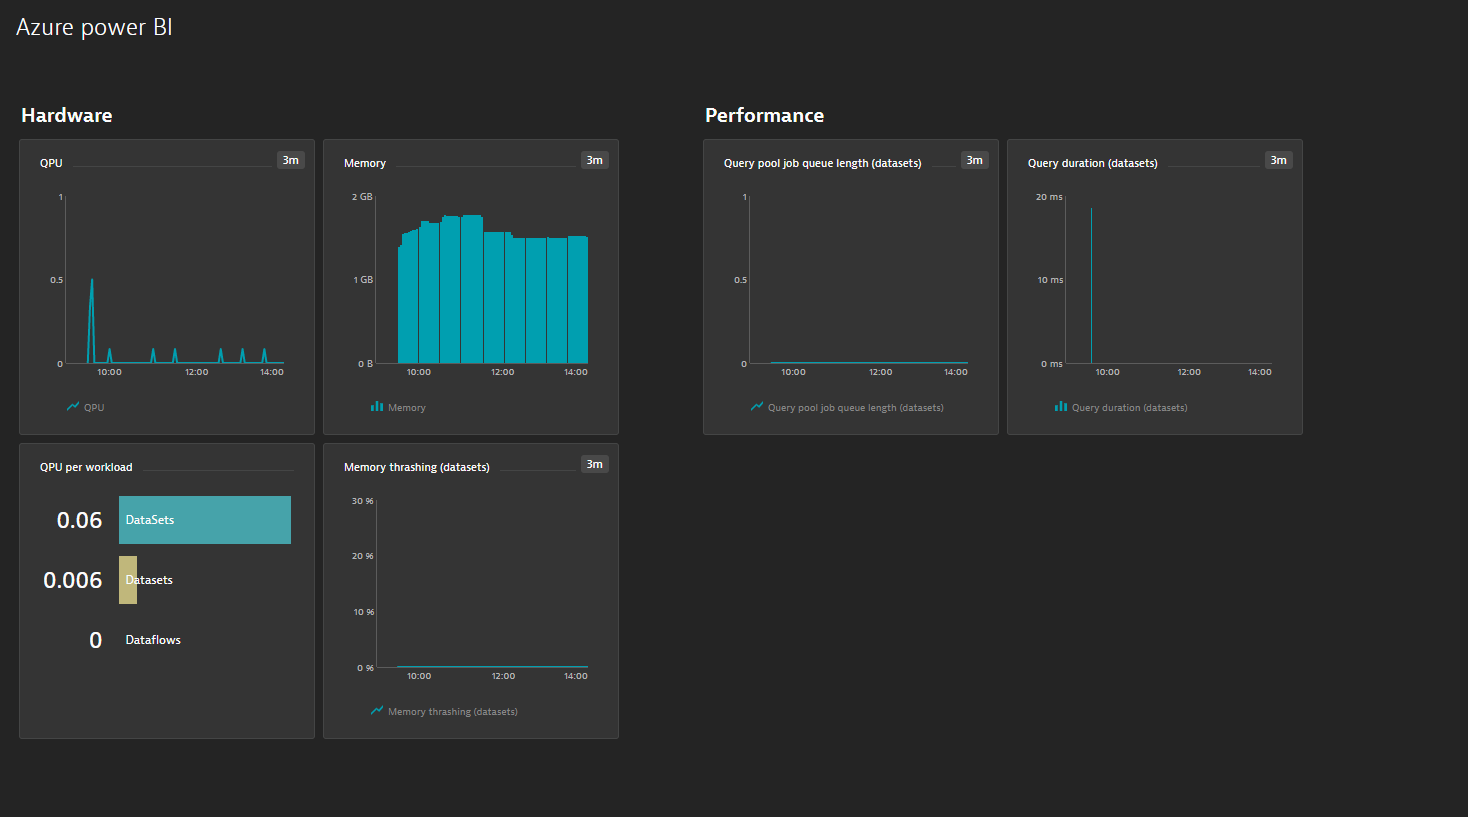 Azure power BI
Hardware
QPU
3m
1
0.5
0
10:00
12:00
14:00
QPU
Memory
3m
2 GB
1 GB
0 B
10:00
12:00
14:00
Memory
QPU per workload
0.06
DataSets
0.006
Datasets
0
Dataflows
Memory thrashing (datasets)
3m
30 %
20 %
10 %
0 %
10:00
12:00
14:00
Memory thrashing (datasets)
Performance
Query pool job queue length (datasets)
3m
1
0.5
0
10:00
12:00
14:00
Query pool job queue length (datasets)
Query duration (datasets)
3m
20 ms
10 ms
0 ms
10:00
12:00
14:00
Query duration (datasets)